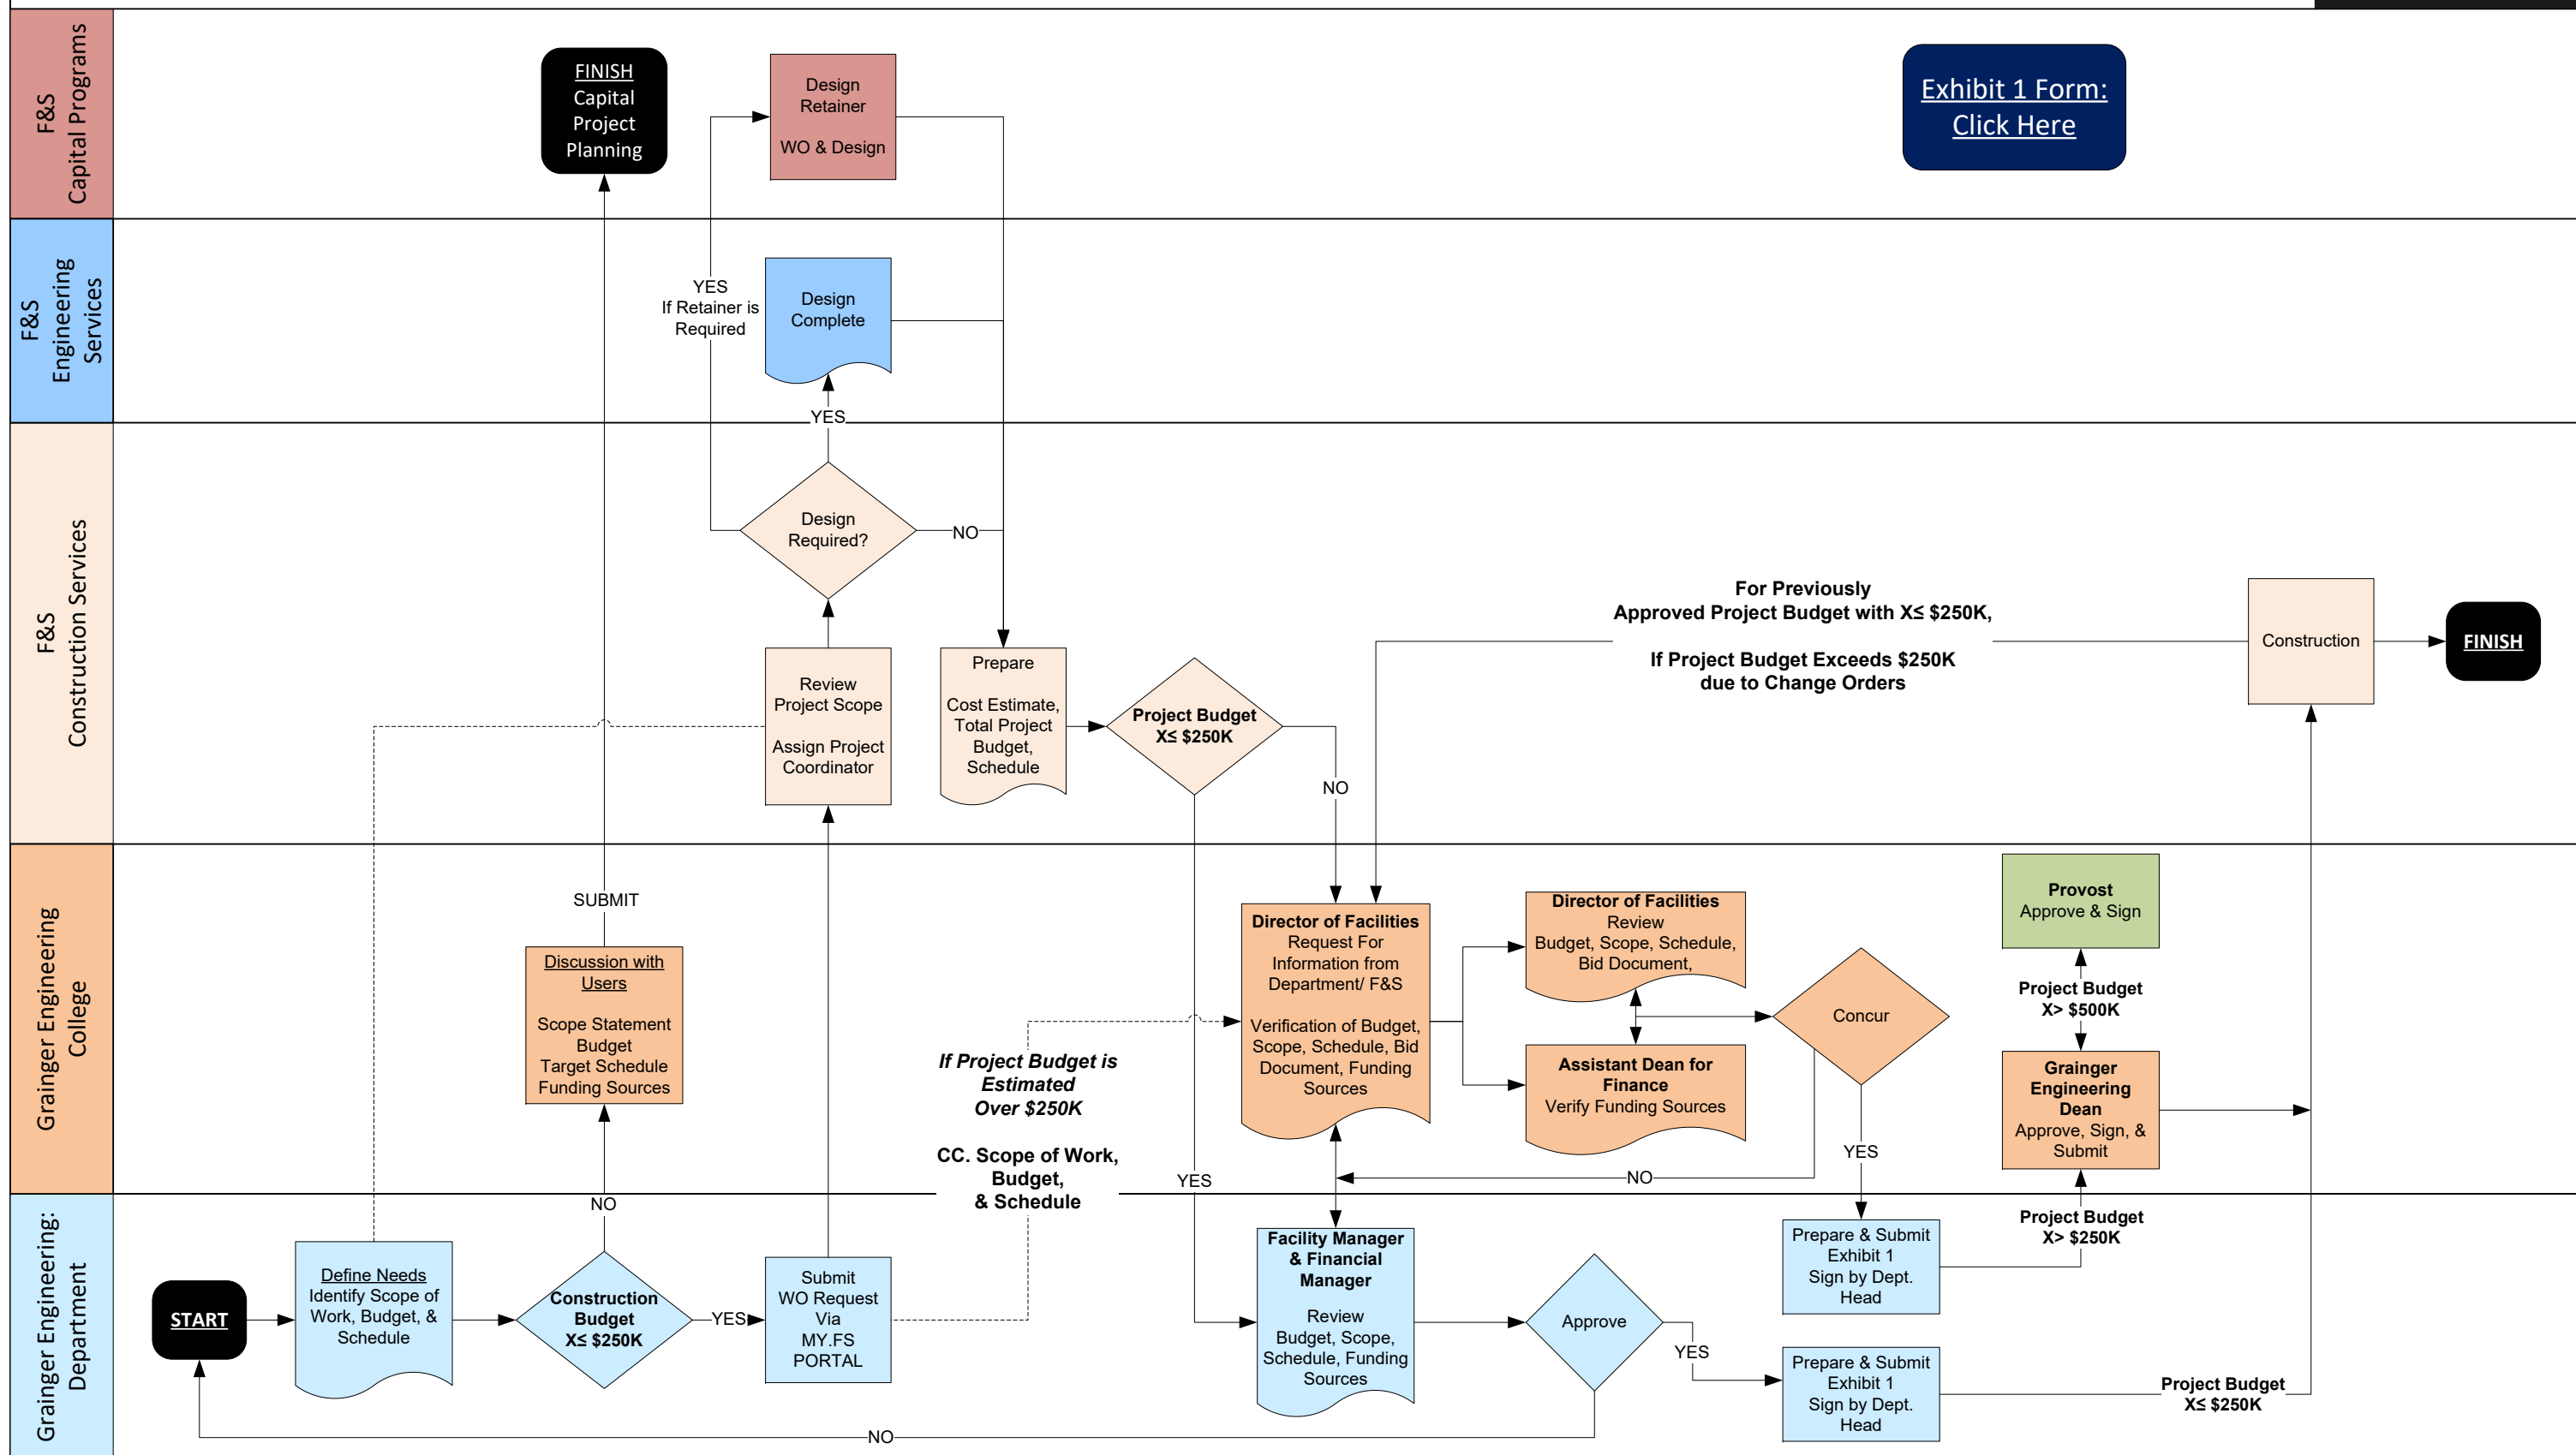 F&S
Capital Programs
FINISH
Capital
Project
Planning
Design
Retainer
WO & Design
Exhibit 1 Form:
Click Here
F&S
Engineering
Services
YES
If Retainer is
Required
Design
Complete
YES
F&S
Construction Services
Design
Required?
NO
Review
Project Scope
Assign Project
Coordinator
Prepare
Cost Estimate,
Total Project
Budget,
Schedule
Project Budget
X≤ $250K
NO
For Previously
Approved Project Budget with X≤ $250K,
If Project Budget Exceeds $250K
due to Change Orders
Construction
FINISH
Grainger Engineering
College
SUBMIT
Discussion with
Users
Scope Statement
Budget
Target Schedule
Funding Sources
If Project Budget is
Estimated
Over $250K
CC. Scope of Work,
Budget,
& Schedule
YES
Director of Facilities
Request For
Information from
Department/ F&S
Verification of Budget,
Scope, Schedule, Bid
Document, Funding
Sources
Director of Facilities
Review
Budget, Scope, Schedule,
Bid Document,
Assistant Dean for
Finance
Verify Funding Sources
Concur
YES
NO
Provost
Approve & Sign
Project Budget
X> $500K
Grainger
Engineering
Dean
Approve, Sign, &
Submit
Project Budget
X> $250K
Grainger Engineering:
Department
START
Define Needs
Identify Scope of
Work, Budget, &
Schedule
NO
Construction
Budget
X≤ $250K
YES
Submit
WO Request
Via
MY.FS
PORTAL
Facility Manager
& Financial
Manager
Review
Budget, Scope,
Schedule, Funding
Sources
Approve
YES
Prepare & Submit
Exhibit 1
Sign by Dept.
Head
Prepare & Submit
Exhibit 1
Sign by Dept.
Head
Project Budget
X≤ $250K
NO